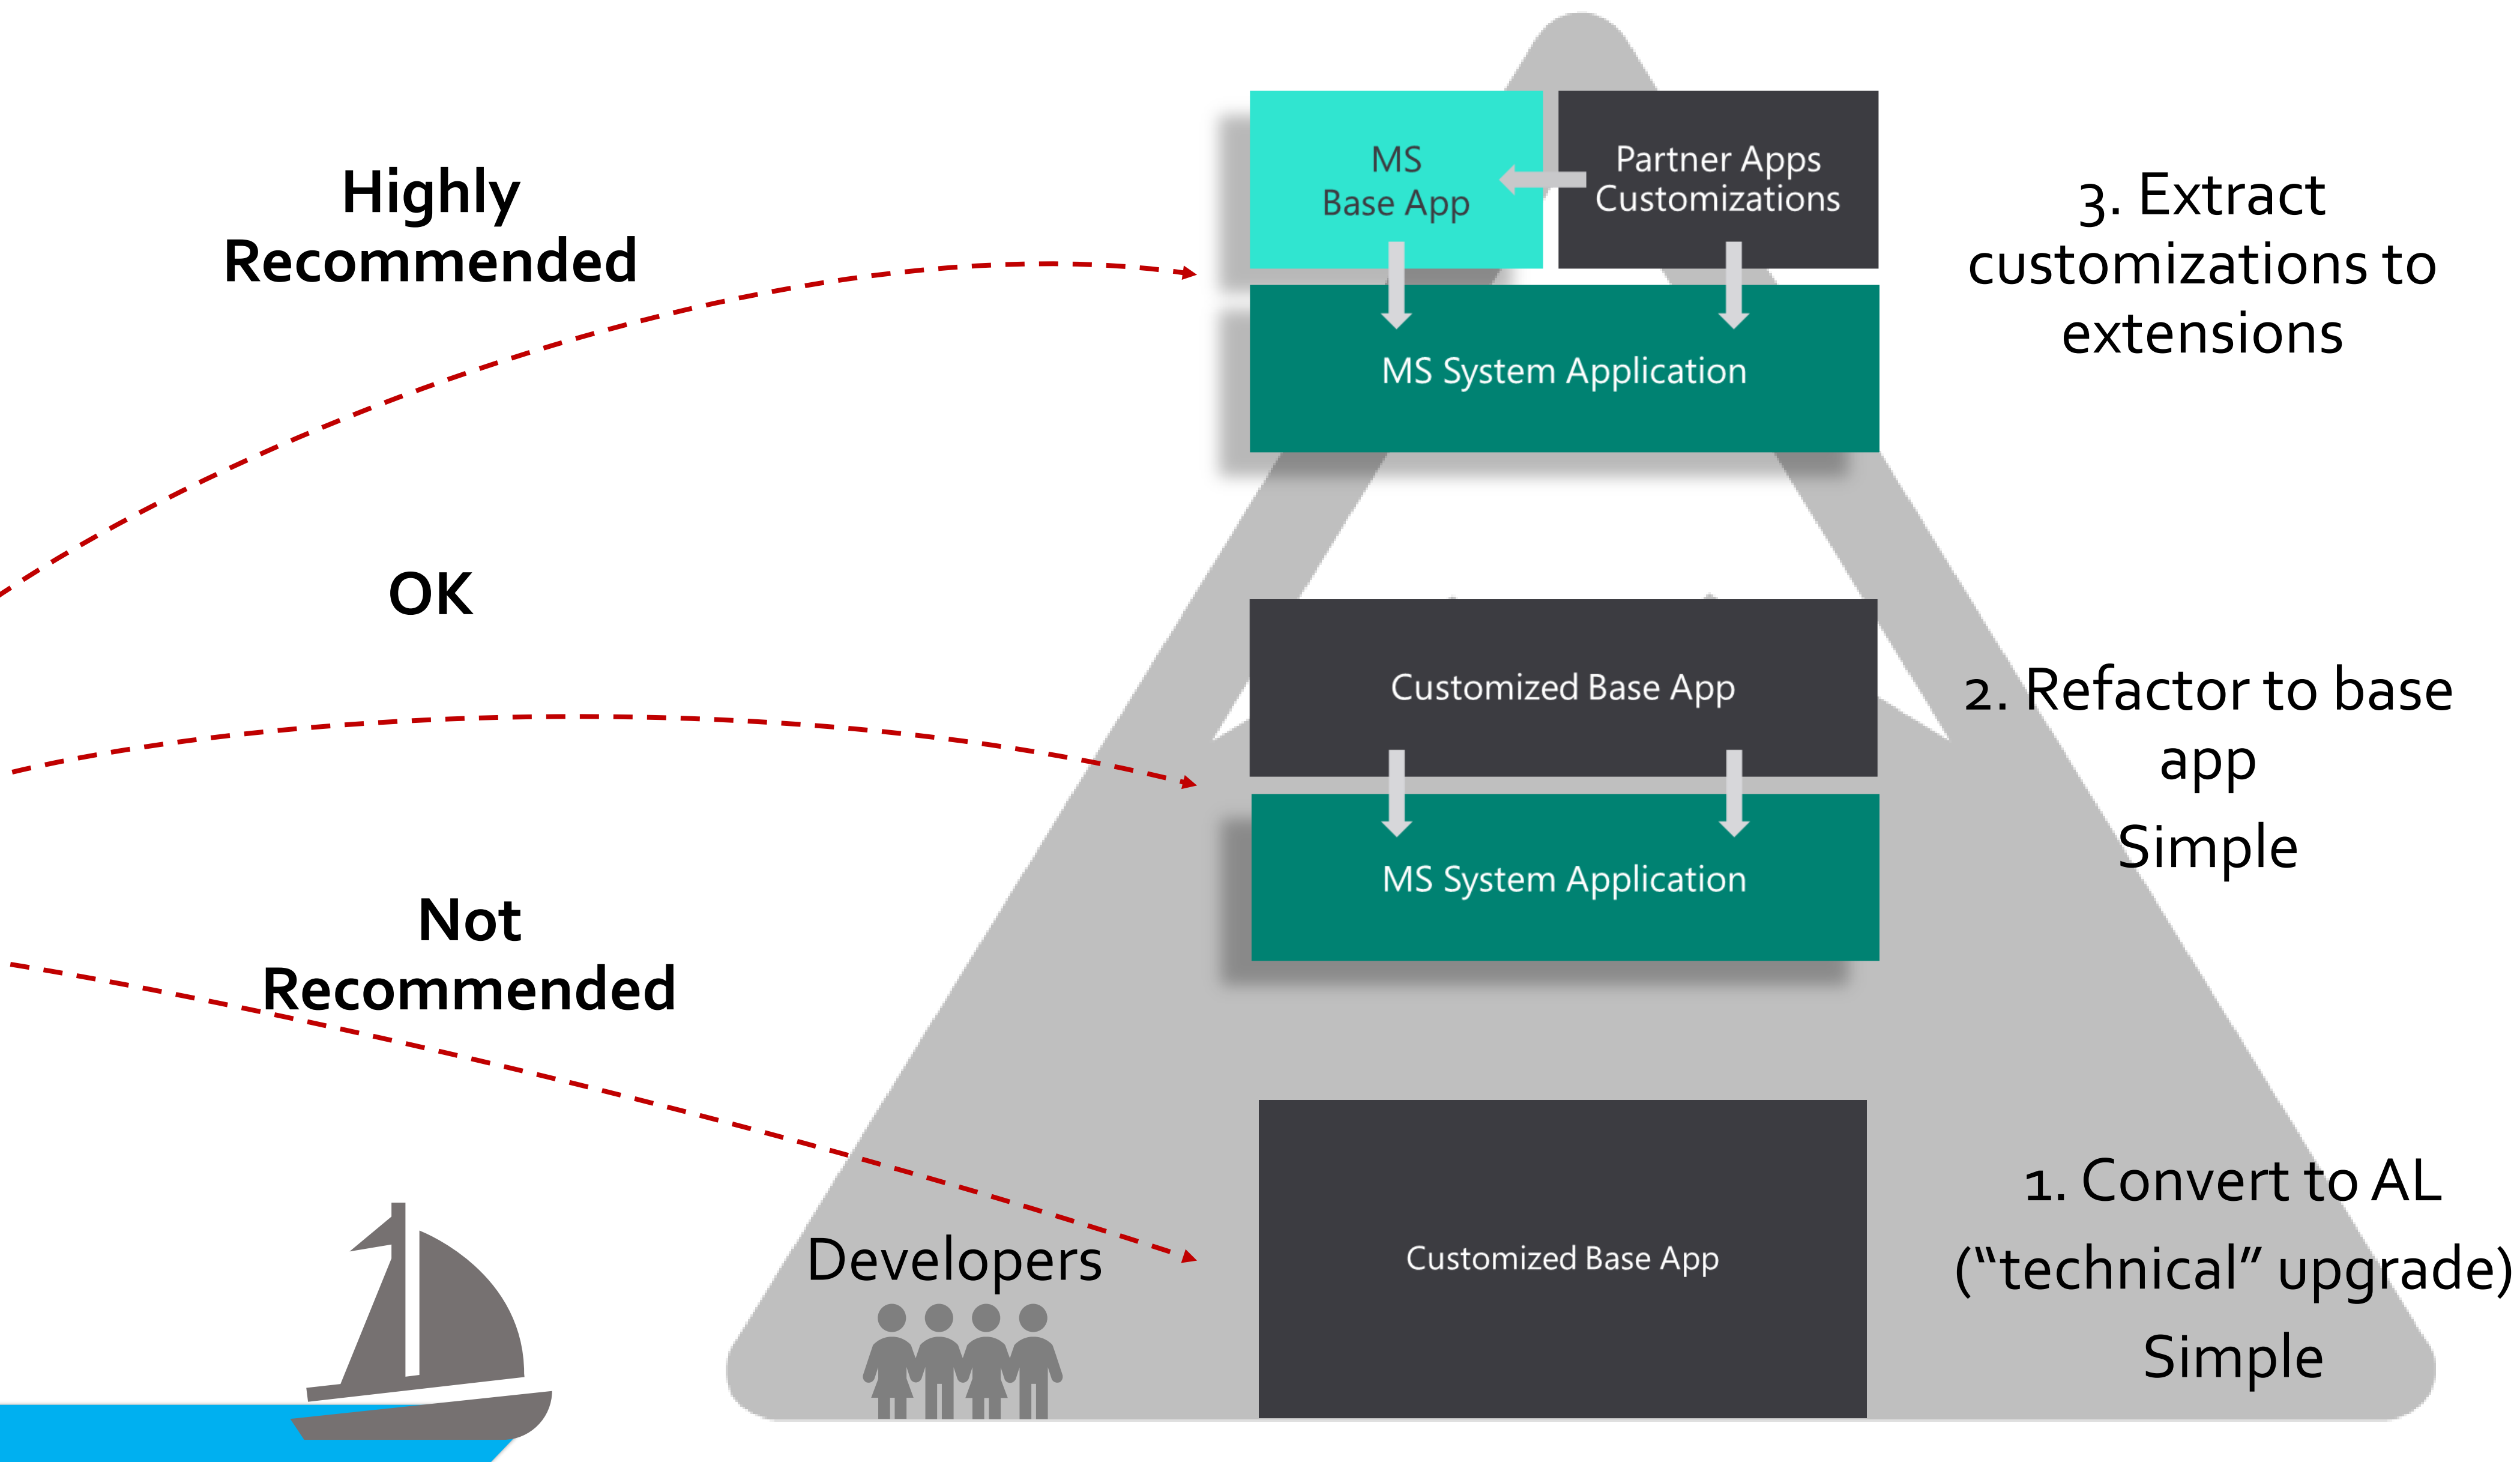 Highly
Recommended
MS
Base App
Partner Apps
Customizations
MS System Application
3. Extract
customizations to
extensions
OK
Customized Base App
MS System Application
2. Refactor to base
app
Simple
Not
Recommended
Developers
Customized Base App
1. Convert to AL
(“technical” upgrade)
Simple